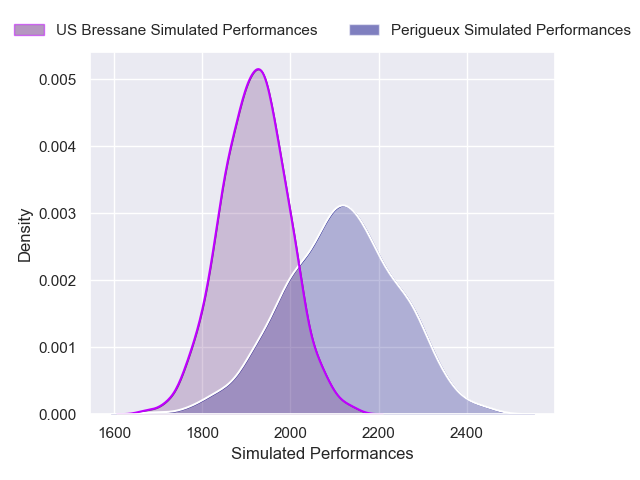 US Bressane Simulated Performances
Perigueux Simulated Performances
Density
0.005
0.004
0.003
0.002
0.001
0.000
1600
1800
2000
2200
2400
Simulated Performances